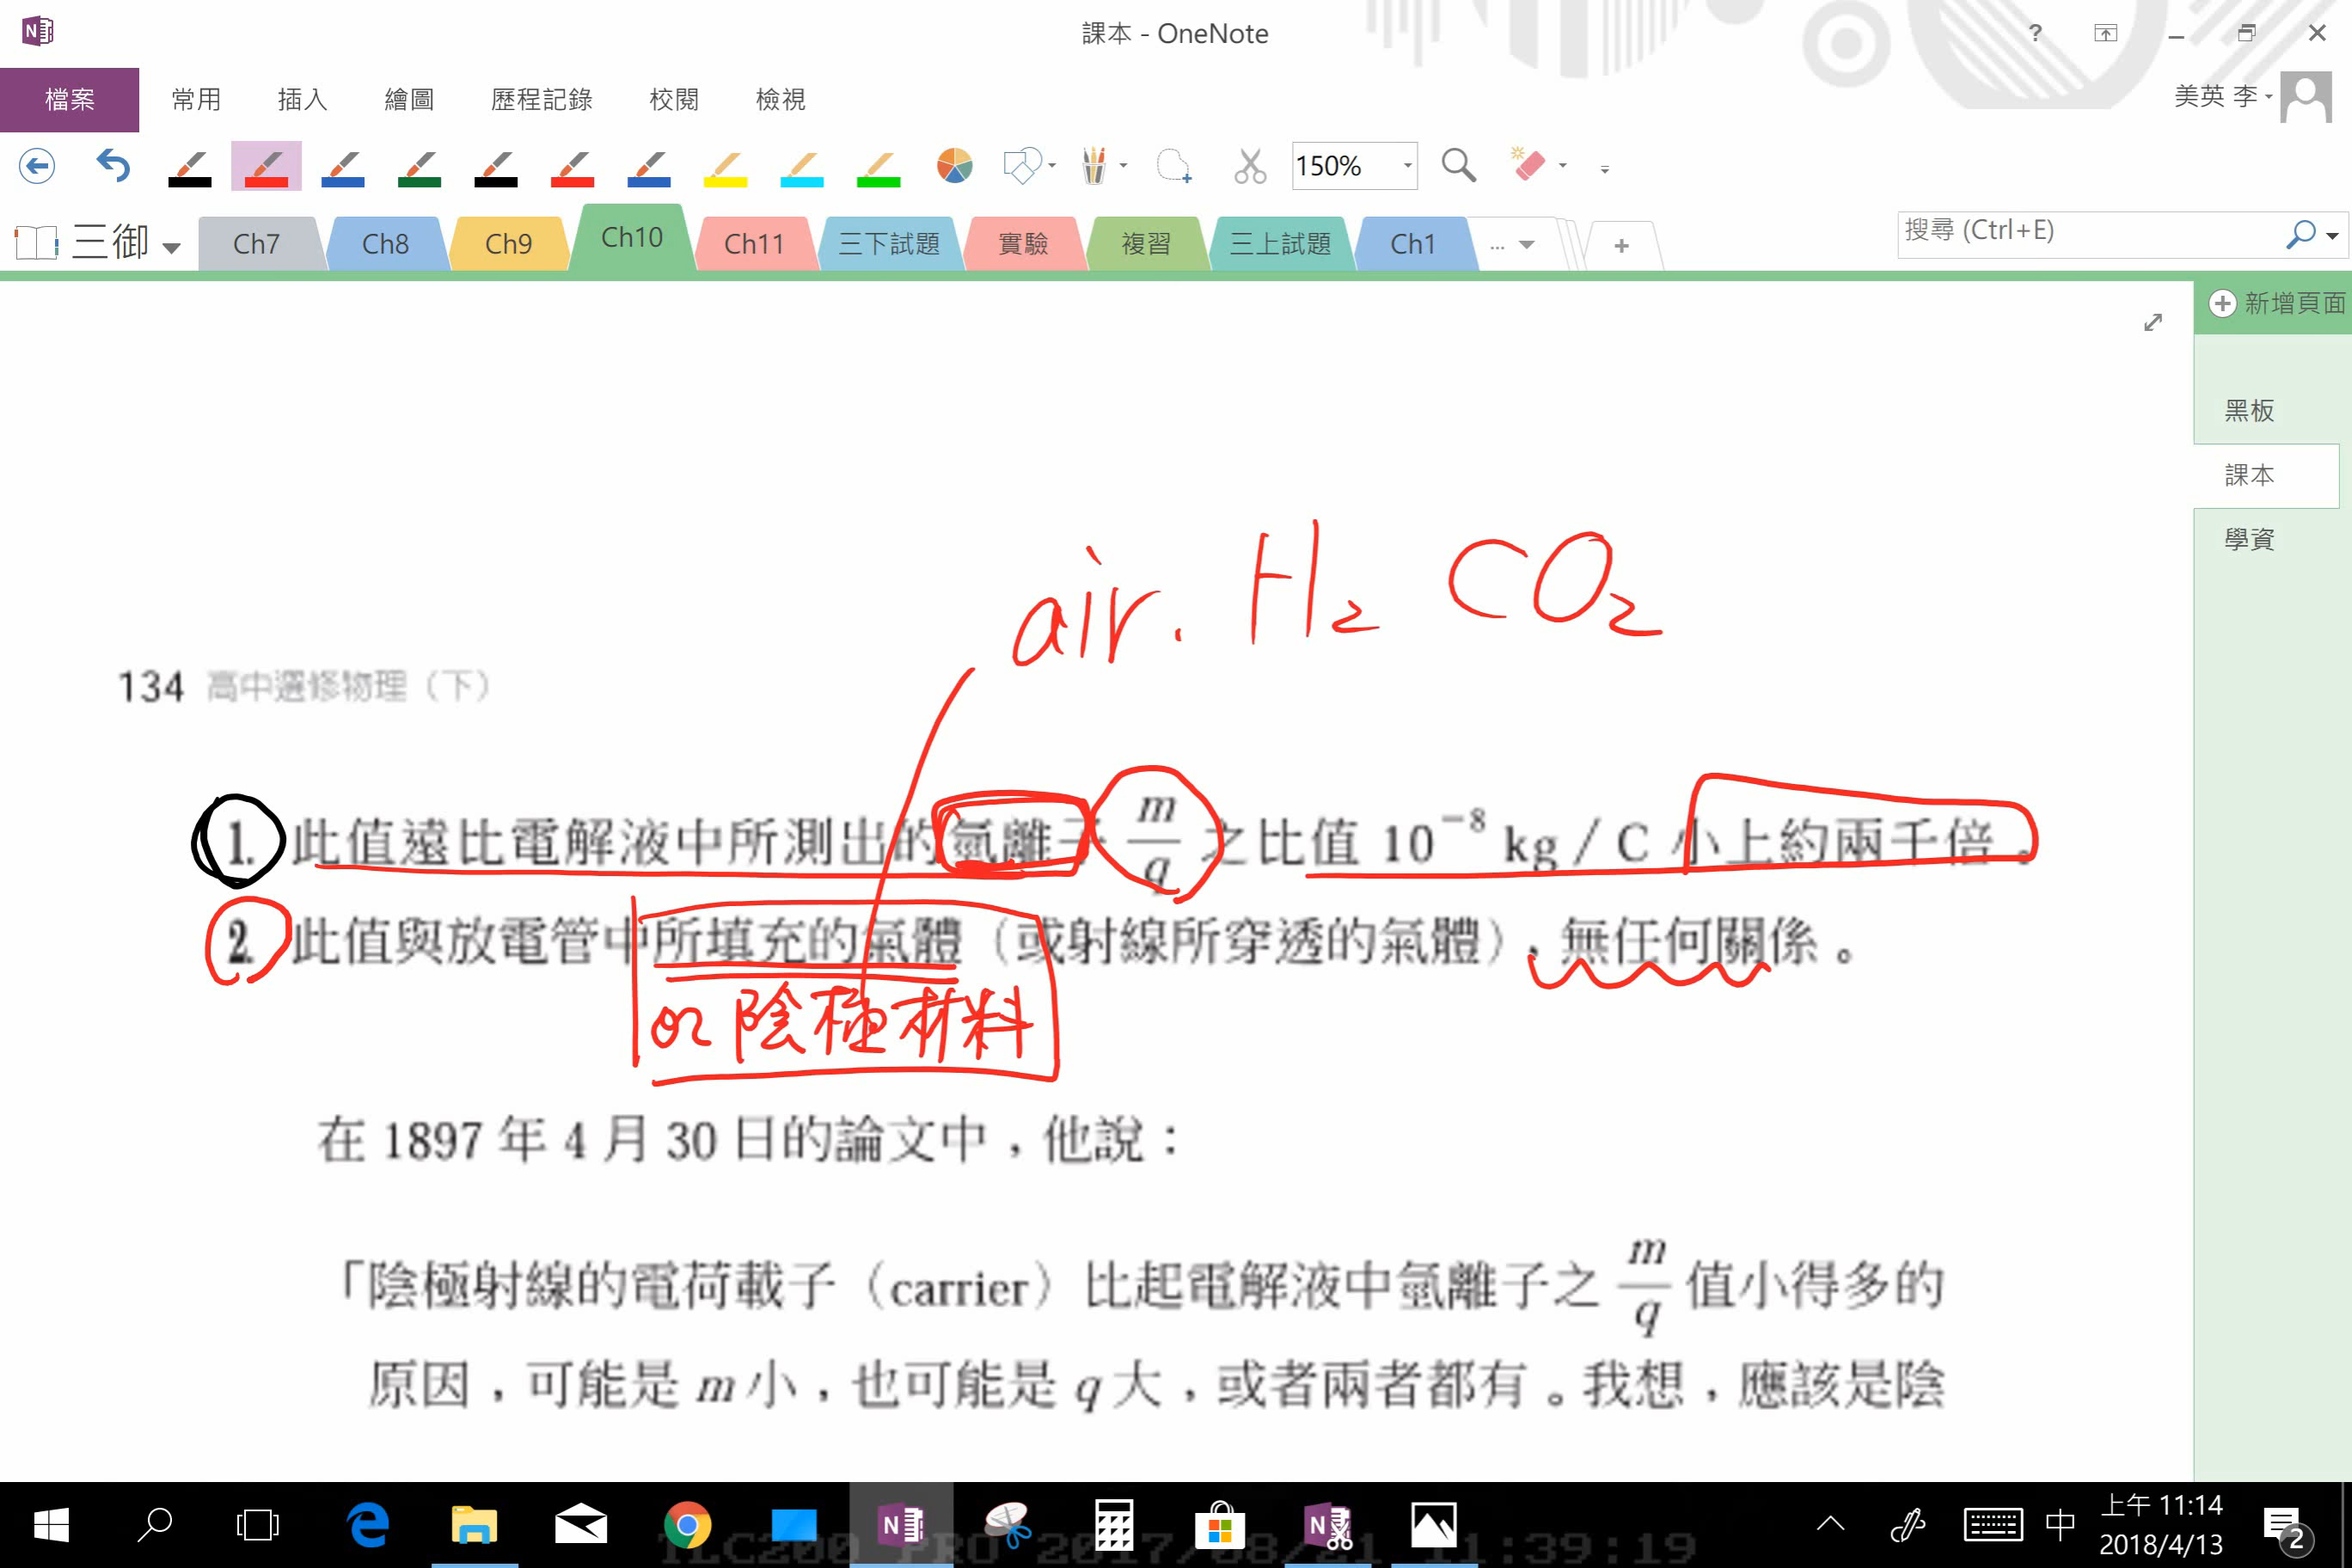 課本 - OneNote
?
檔案 常用 插入 繪圖 歷程記錄 校閱 檢視
美英 李
150%
三御 Ch7 Ch8 Ch9 Ch10 Ch11 三下試題 實驗 複習 三上試題 Ch1 ... +
搜尋 (Ctrl+E)
新增頁面
黑板
課本
學資
air. H₂ CO₂
134 高中選修物理（下）
1. 此值遠比電解液中所測出的氫離子 m/q 之比值 10⁻⁸ kg / C 小上約兩千倍。
2. 此值與放電管中所填充的氣體（或射線所穿透的氣體），無任何關係。
or 陰極材料
在 1897 年 4 月 30 日的論文中，他說：
「陰極射線的電荷載子（carrier）比起電解液中氫離子之 m/q 值小得多的
原因，可能是 m 小，也可能是 q 大，或者兩者都有。我想，應該是陰
中
上午 11:14
2018/4/13
2
TLC200 PRO 2017/08/21 11:39:19